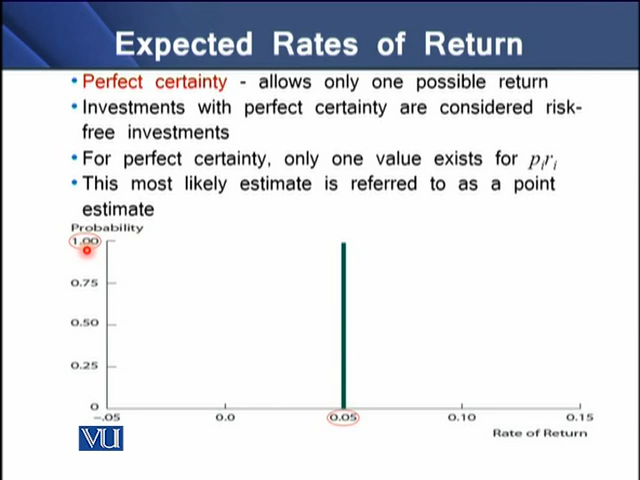 Expected Rates of Return
• Perfect certainty - allows only one possible return
• Investments with perfect certainty are considered risk-
free investments
• For perfect certainty, only one value exists for pᵢrᵢ
• This most likely estimate is referred to as a point
estimate
Probability
1.00
0.75
0.50
0.25
0
-.05 0.0 0.05 0.10 0.15
Rate of Return
VU